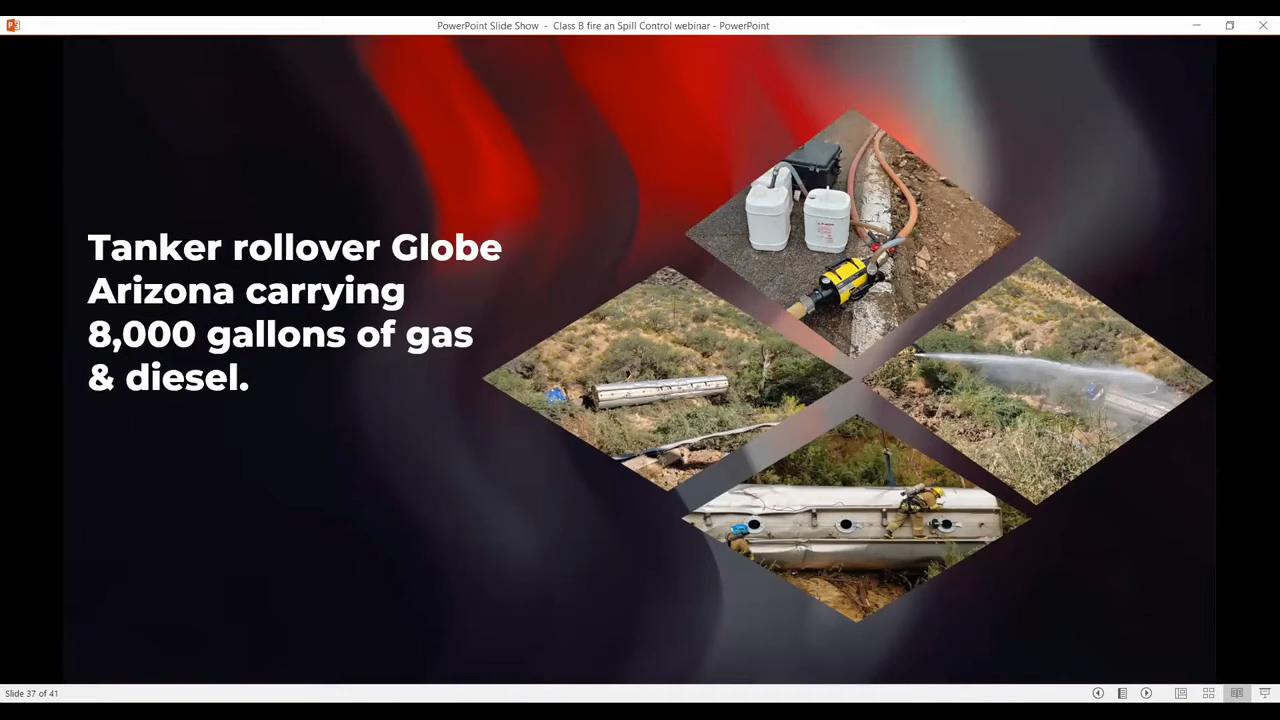 PowerPoint Slide Show - Class B fire an Spill Control webinar - PowerPoint
Tanker rollover Globe
Arizona carrying
8,000 gallons of gas
& diesel.
Slide 37 of 41